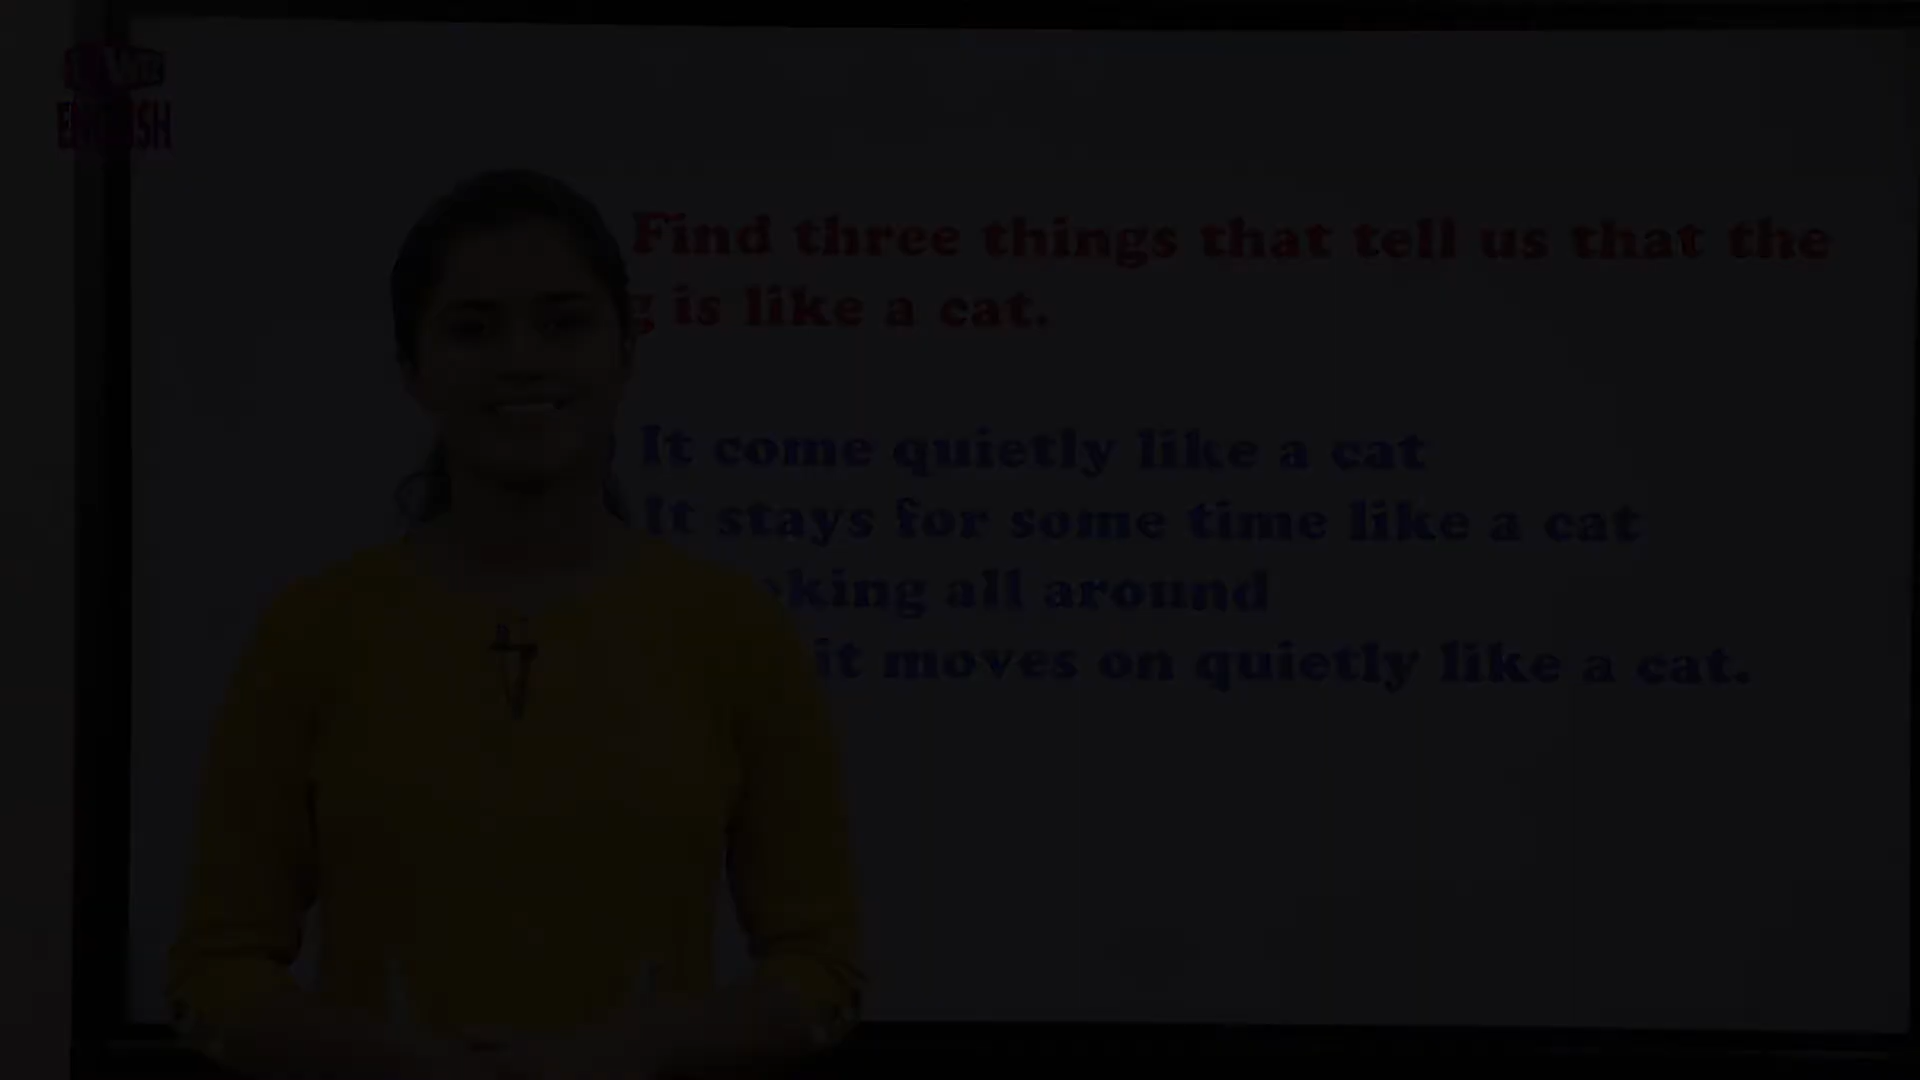 ENGLISH
Find three things that tell us that the
g is like a cat.
It come quietly like a cat
It stays for some time like a cat
king all around
it moves on quietly like a cat.